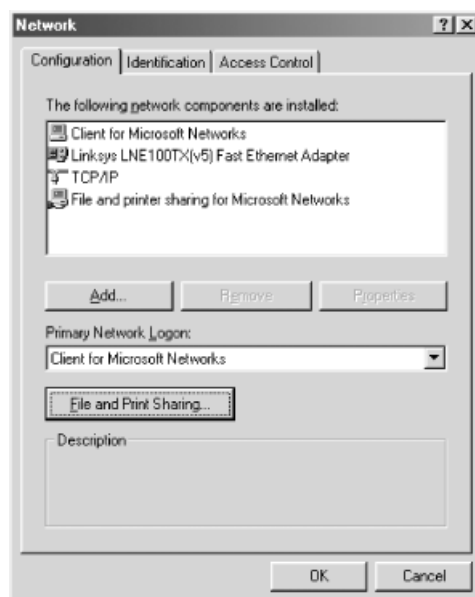 Network
Configuration Identification Access Control
The following network components are installed:
Client for Microsoft Networks
Linksys LNE100TX(v5) Fast Ethernet Adapter
TCP/IP
File and printer sharing for Microsoft Networks
Add... Remove Properties
Primary Network Logon:
Client for Microsoft Networks
File and Print Sharing...
Description
OK Cancel